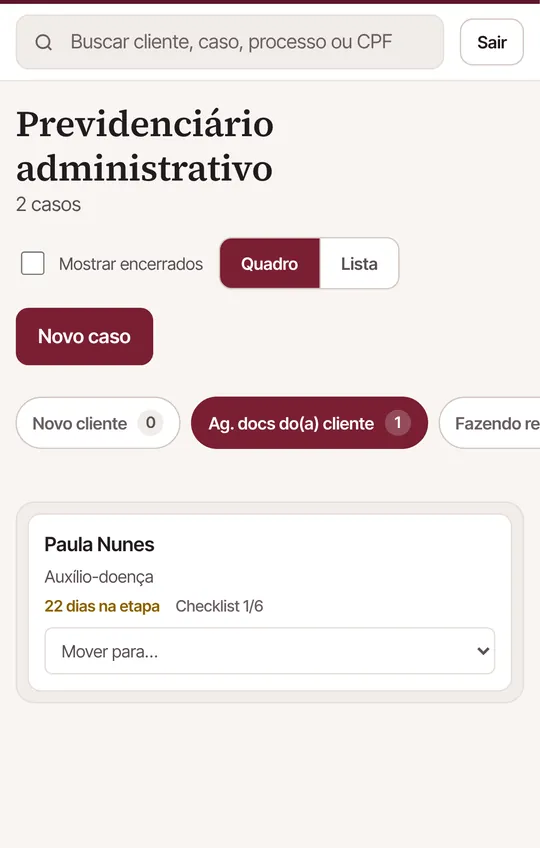 Buscar cliente, caso, processo ou CPF
Sair
Previdenciário
administrativo
2 casos
Mostrar encerrados
Quadro
Lista
Novo caso
Novo cliente 0
Ag. docs do(a) cliente 1
Fazendo re
Paula Nunes
Auxílio-doença
22 dias na etapa Checklist 1/6
Mover para...